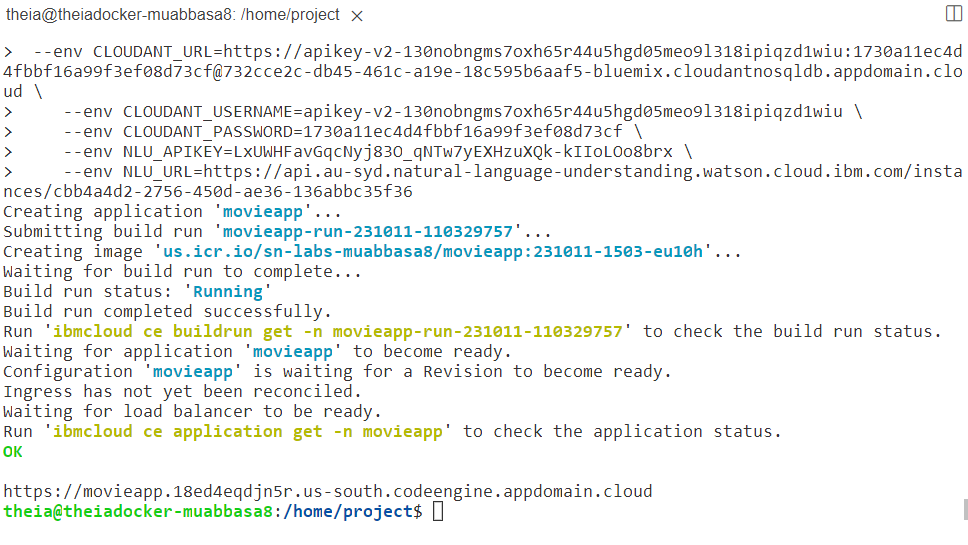 theia@theiadocker-muabbasa8: /home/project ×
>  --env CLOUDANT_URL=https://apikey-v2-130nobngms7oxh65r44u5hgd05meo9l318ipiqzd1wiu:1730a11ec4d
4fbbf16a99f3ef08d73cf@732cce2c-db45-461c-a19e-18c595b6aaf5-bluemix.cloudantnosqldb.appdomain.clo
ud \
>     --env CLOUDANT_USERNAME=apikey-v2-130nobngms7oxh65r44u5hgd05meo9l318ipiqzd1wiu \
>     --env CLOUDANT_PASSWORD=1730a11ec4d4fbbf16a99f3ef08d73cf \
>     --env NLU_APIKEY=LxUWHFavGqcNyj83O_qNTw7yEXHzuXQk-kIIoLOo8brx \
>     --env NLU_URL=https://api.au-syd.natural-language-understanding.watson.cloud.ibm.com/insta
nces/cbb4a4d2-2756-450d-ae36-136abbc35f36
Creating application 'movieapp'...
Submitting build run 'movieapp-run-231011-110329757'...
Creating image 'us.icr.io/sn-labs-muabbasa8/movieapp:231011-1503-eu10h'...
Waiting for build run to complete...
Build run status: 'Running'
Build run completed successfully.
Run 'ibmcloud ce buildrun get -n movieapp-run-231011-110329757' to check the build run status.
Waiting for application 'movieapp' to become ready.
Configuration 'movieapp' is waiting for a Revision to become ready.
Ingress has not yet been reconciled.
Waiting for load balancer to be ready.
Run 'ibmcloud ce application get -n movieapp' to check the application status.
OK
https://movieapp.18ed4eqdjn5r.us-south.codeengine.appdomain.cloud
theia@theiadocker-muabbasa8:/home/project$